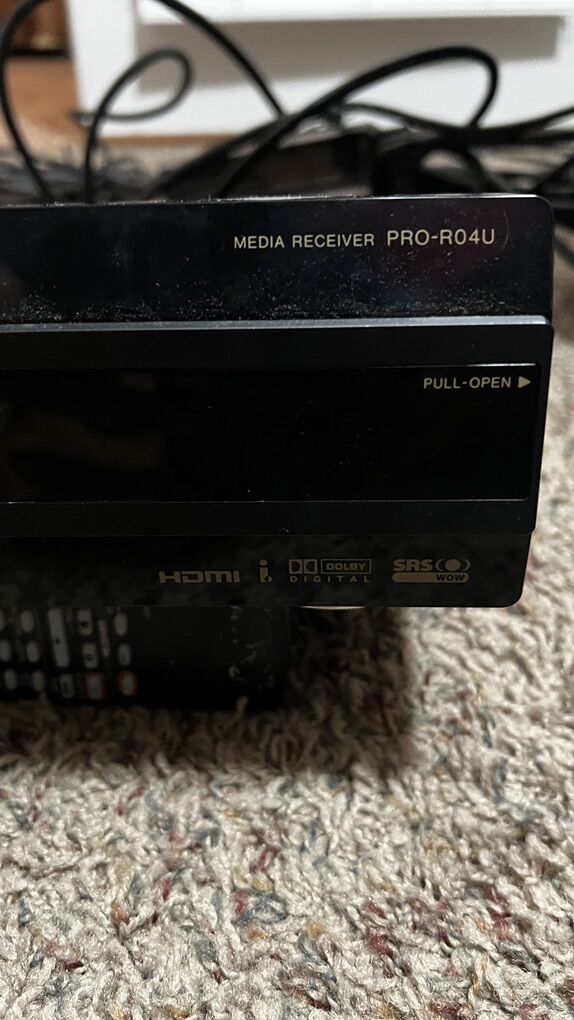 MEDIA RECEIVER PRO-R04U
PULL-OPEN
HDMI i. DOLBY DIGITAL SRS WOW